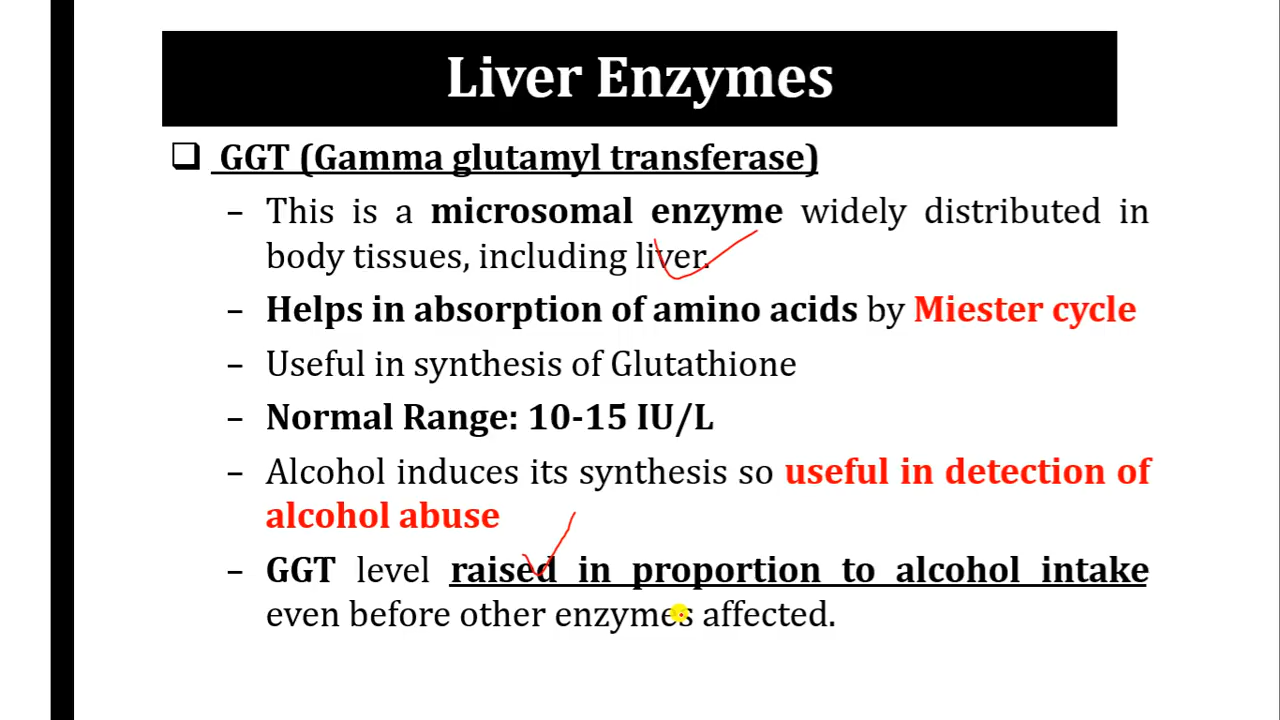 Liver Enzymes
❑ GGT (Gamma glutamyl transferase)
– This is a microsomal enzyme widely distributed in
body tissues, including liver.
– Helps in absorption of amino acids by Miester cycle
– Useful in synthesis of Glutathione
– Normal Range: 10-15 IU/L
– Alcohol induces its synthesis so useful in detection of
alcohol abuse
– GGT level raised in proportion to alcohol intake
even before other enzymes affected.